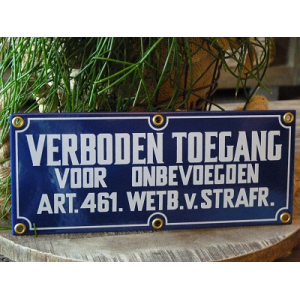 VERBODEN TOEGANG
VOOR ONBEVOEGDEN
ART. 461. WETB. v. STRAFR.